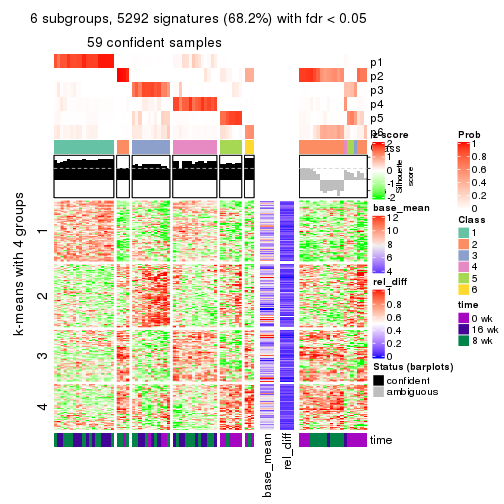 6 subgroups, 5292 signatures (68.2%) with fdr < 0.05
59 confident samples
p1
p2
p3
p4
p5
p6
Class
Silhouette
score
k-means with 4 groups
1
2
3
4
time
base_mean
rel_diff
z-score
2
-2
base_mean
12
10
8
6
4
rel_diff
1
0.8
0.6
0.4
0.2
0
Status (barplots)
confident
ambiguous
Prob
1
0.8
0.6
0.4
0.2
0
Class
1
2
3
4
5
6
time
0 wk
16 wk
8 wk